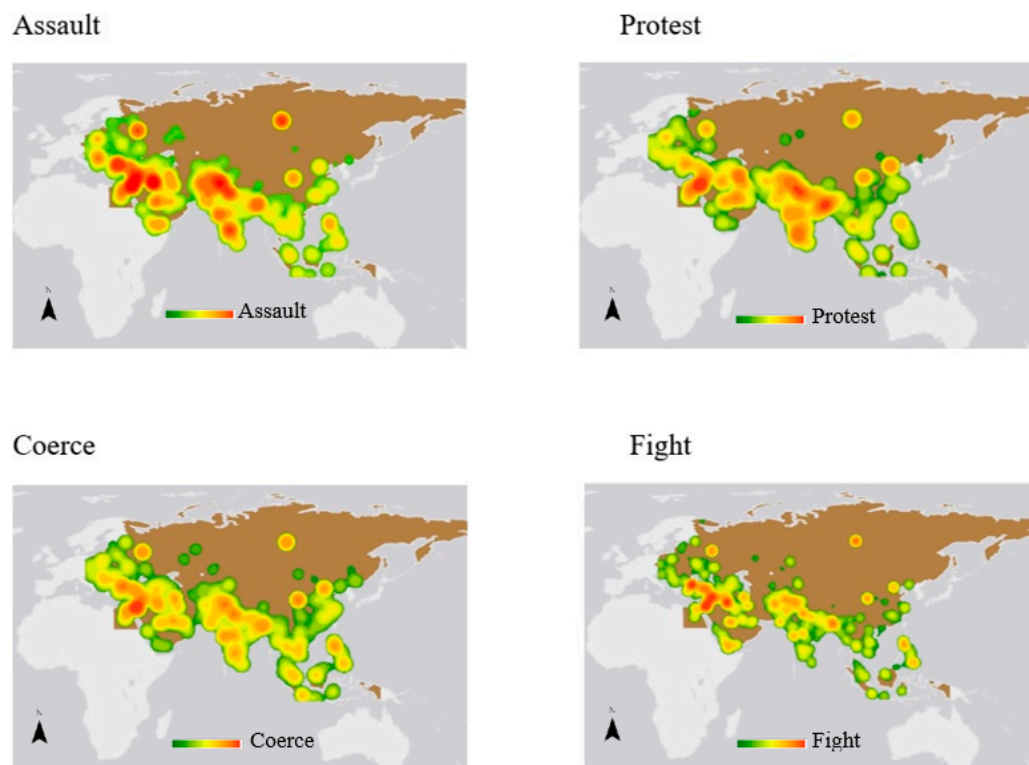 Assault
Protest
N
Assault
N
Protest
Coerce
Fight
N
Coerce
N
Fight